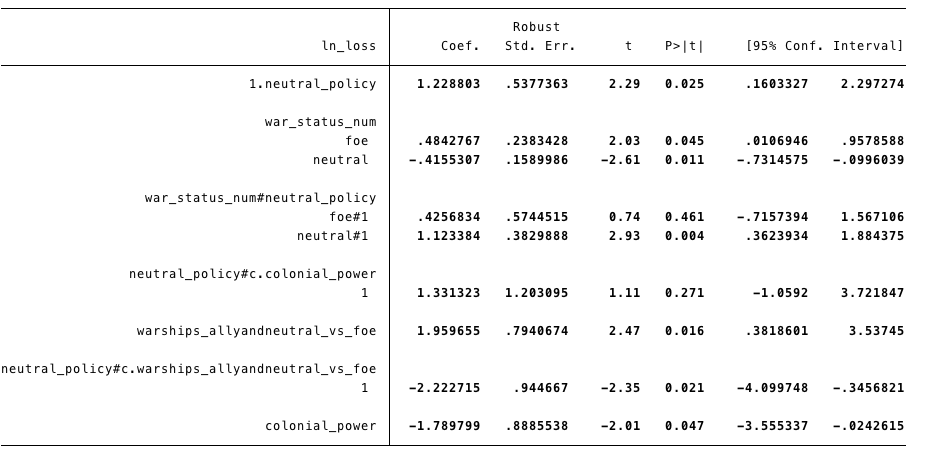 Robust
ln_loss Coef. Std. Err. t P>|t| [95% Conf. Interval]
1.neutral_policy 1.228803 .5377363 2.29 0.025 .1603327 2.297274
war_status_num
foe .4842767 .2383428 2.03 0.045 .0106946 .9578588
neutral -.4155307 .1589986 -2.61 0.011 -.7314575 -.0996039
war_status_num#neutral_policy
foe#1 .4256834 .5744515 0.74 0.461 -.7157394 1.567106
neutral#1 1.123384 .3829888 2.93 0.004 .3623934 1.884375
neutral_policy#c.colonial_power
1 1.331323 1.203095 1.11 0.271 -1.0592 3.721847
warships_allyandneutral_vs_foe 1.959655 .7940674 2.47 0.016 .3818601 3.53745
neutral_policy#c.warships_allyandneutral_vs_foe
1 -2.222715 .944667 -2.35 0.021 -4.099748 -.3456821
colonial_power -1.789799 .8885538 -2.01 0.047 -3.555337 -.0242615